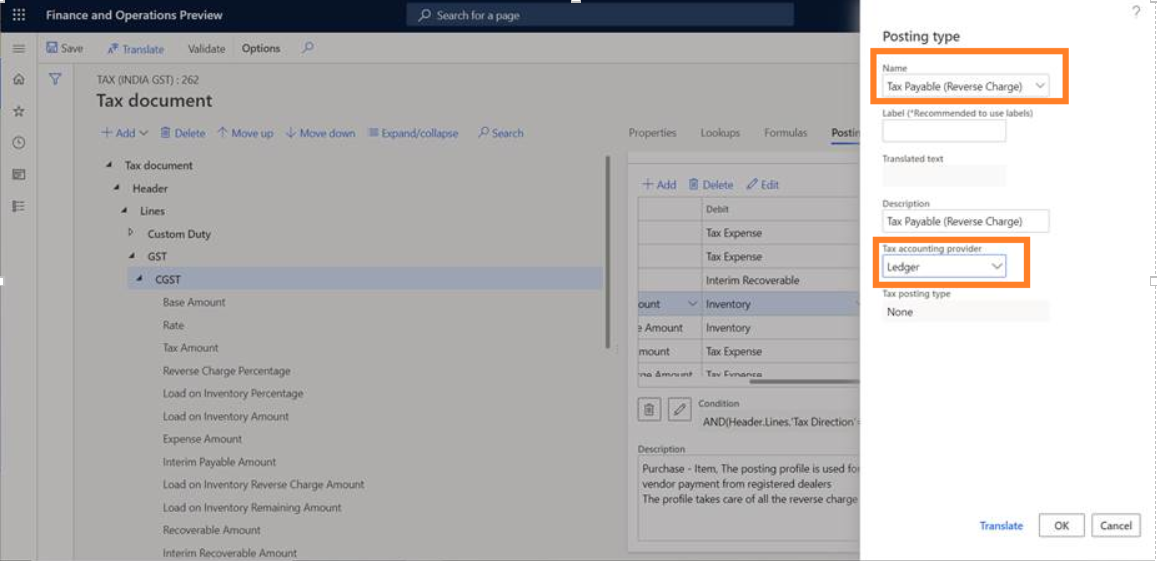 Finance and Operations Preview
Search for a page
?
Save
Translate
Validate
Options
TAX (INDIA GST) : 262
Tax document
Add
Delete
Move up
Move down
Expand/collapse
Search
Tax document
Header
Lines
Custom Duty
GST
CGST
Base Amount
Rate
Tax Amount
Reverse Charge Percentage
Load on Inventory Percentage
Load on Inventory Amount
Expense Amount
Interim Payable Amount
Load on Inventory Reverse Charge Amount
Load on Inventory Remaining Amount
Recoverable Amount
Interim Recoverable Amount
Properties
Lookups
Formulas
Postin
Add
Delete
Edit
Debit
Tax Expense
Tax Expense
Interim Recoverable
ount Inventory
e Amount Inventory
mount Tax Expense
rge Amount Tax Expense
Condition
AND(Header.Lines.'Tax Direction'=
Description
Purchase - Item, The posting profile is used fo
vendor payment from registered dealers
The profile takes care of all the reverse charge
Posting type
Name
Tax Payable (Reverse Charge)
Label (*Recommended to use labels)
Translated text
Description
Tax Payable (Reverse Charge)
Tax accounting provider
Ledger
Tax posting type
None
Translate
OK
Cancel